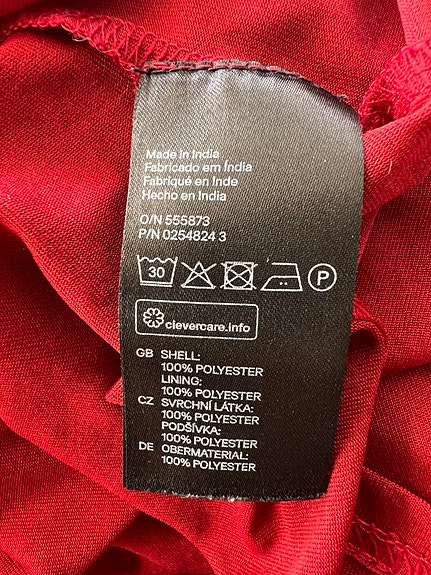 Made in India
Fabricado em Índia
Fabriqué en Inde
Hecho en India
O/N 555873
P/N 0254824 3
30 P
clevercare.info
GB SHELL:
100% POLYESTER
LINING:
100% POLYESTER
CZ SVRCHNÍ LÁTKA:
100% POLYESTER
PODŠÍVKA:
100% POLYESTER
DE OBERMATERIAL:
100% POLYESTER